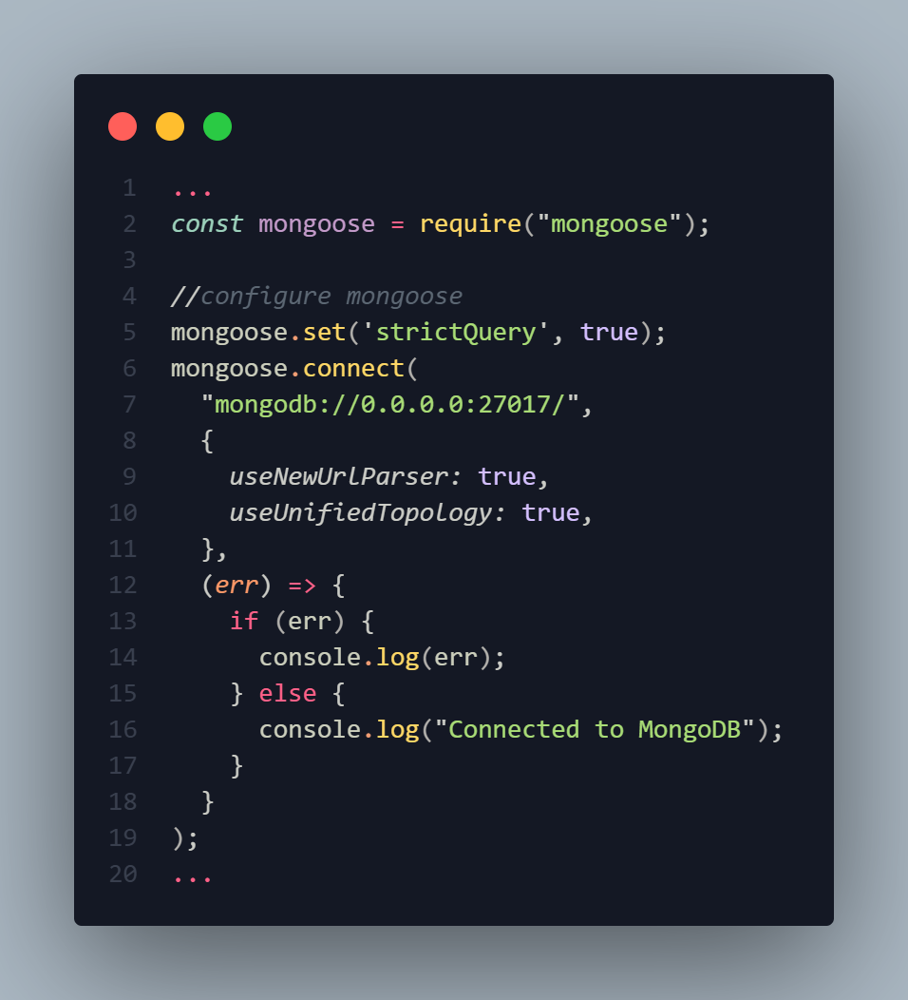 1 ...
2 const mongoose = require("mongoose");
3
4 //configure mongoose
5 mongoose.set('strictQuery', true);
6 mongoose.connect(
7   "mongodb://0.0.0.0:27017/",
8   {
9     useNewUrlParser: true,
10     useUnifiedTopology: true,
11   },
12   (err) => {
13     if (err) {
14       console.log(err);
15     } else {
16       console.log("Connected to MongoDB");
17     }
18   }
19 );
20 ...